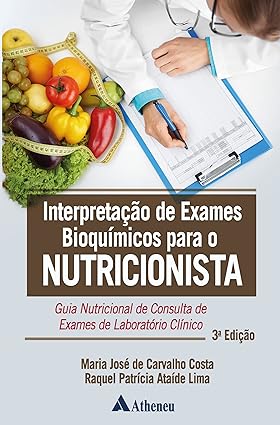 Interpretação de Exames
Bioquímicos para o
NUTRICIONISTA
Guia Nutricional de Consulta de
Exames de Laboratório Clínico
3ª Edição
Maria José de Carvalho Costa
Raquel Patrícia Ataíde Lima
Atheneu